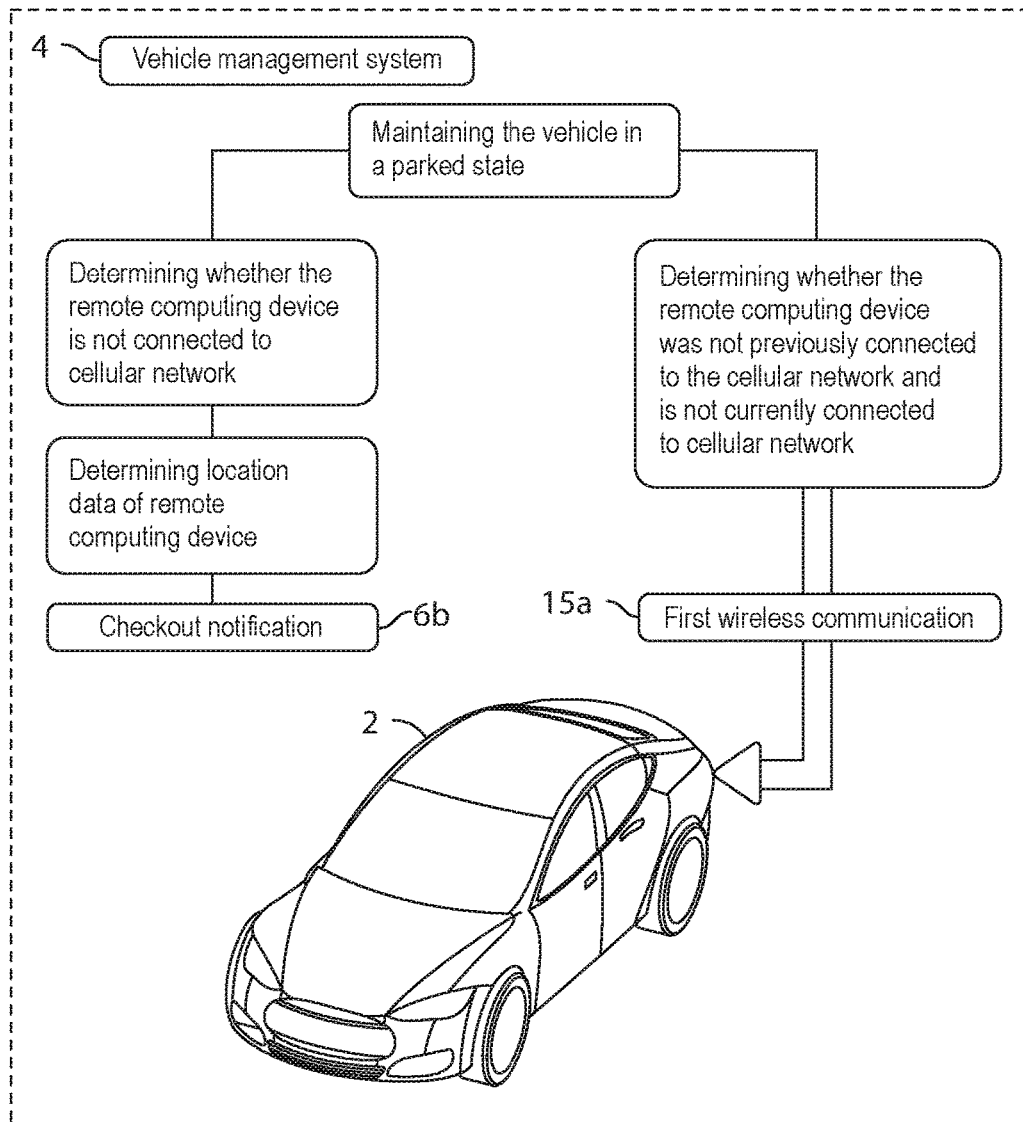 4
Vehicle management system
Maintaining the vehicle in
a parked state
Determining whether the
remote computing device
is not connected to
cellular network
Determining whether the
remote computing device
was not previously connected
to the cellular network and
is not currently connected
to cellular network
Determining location
data of remote
computing device
Checkout notification
6b
15a
First wireless communication
2